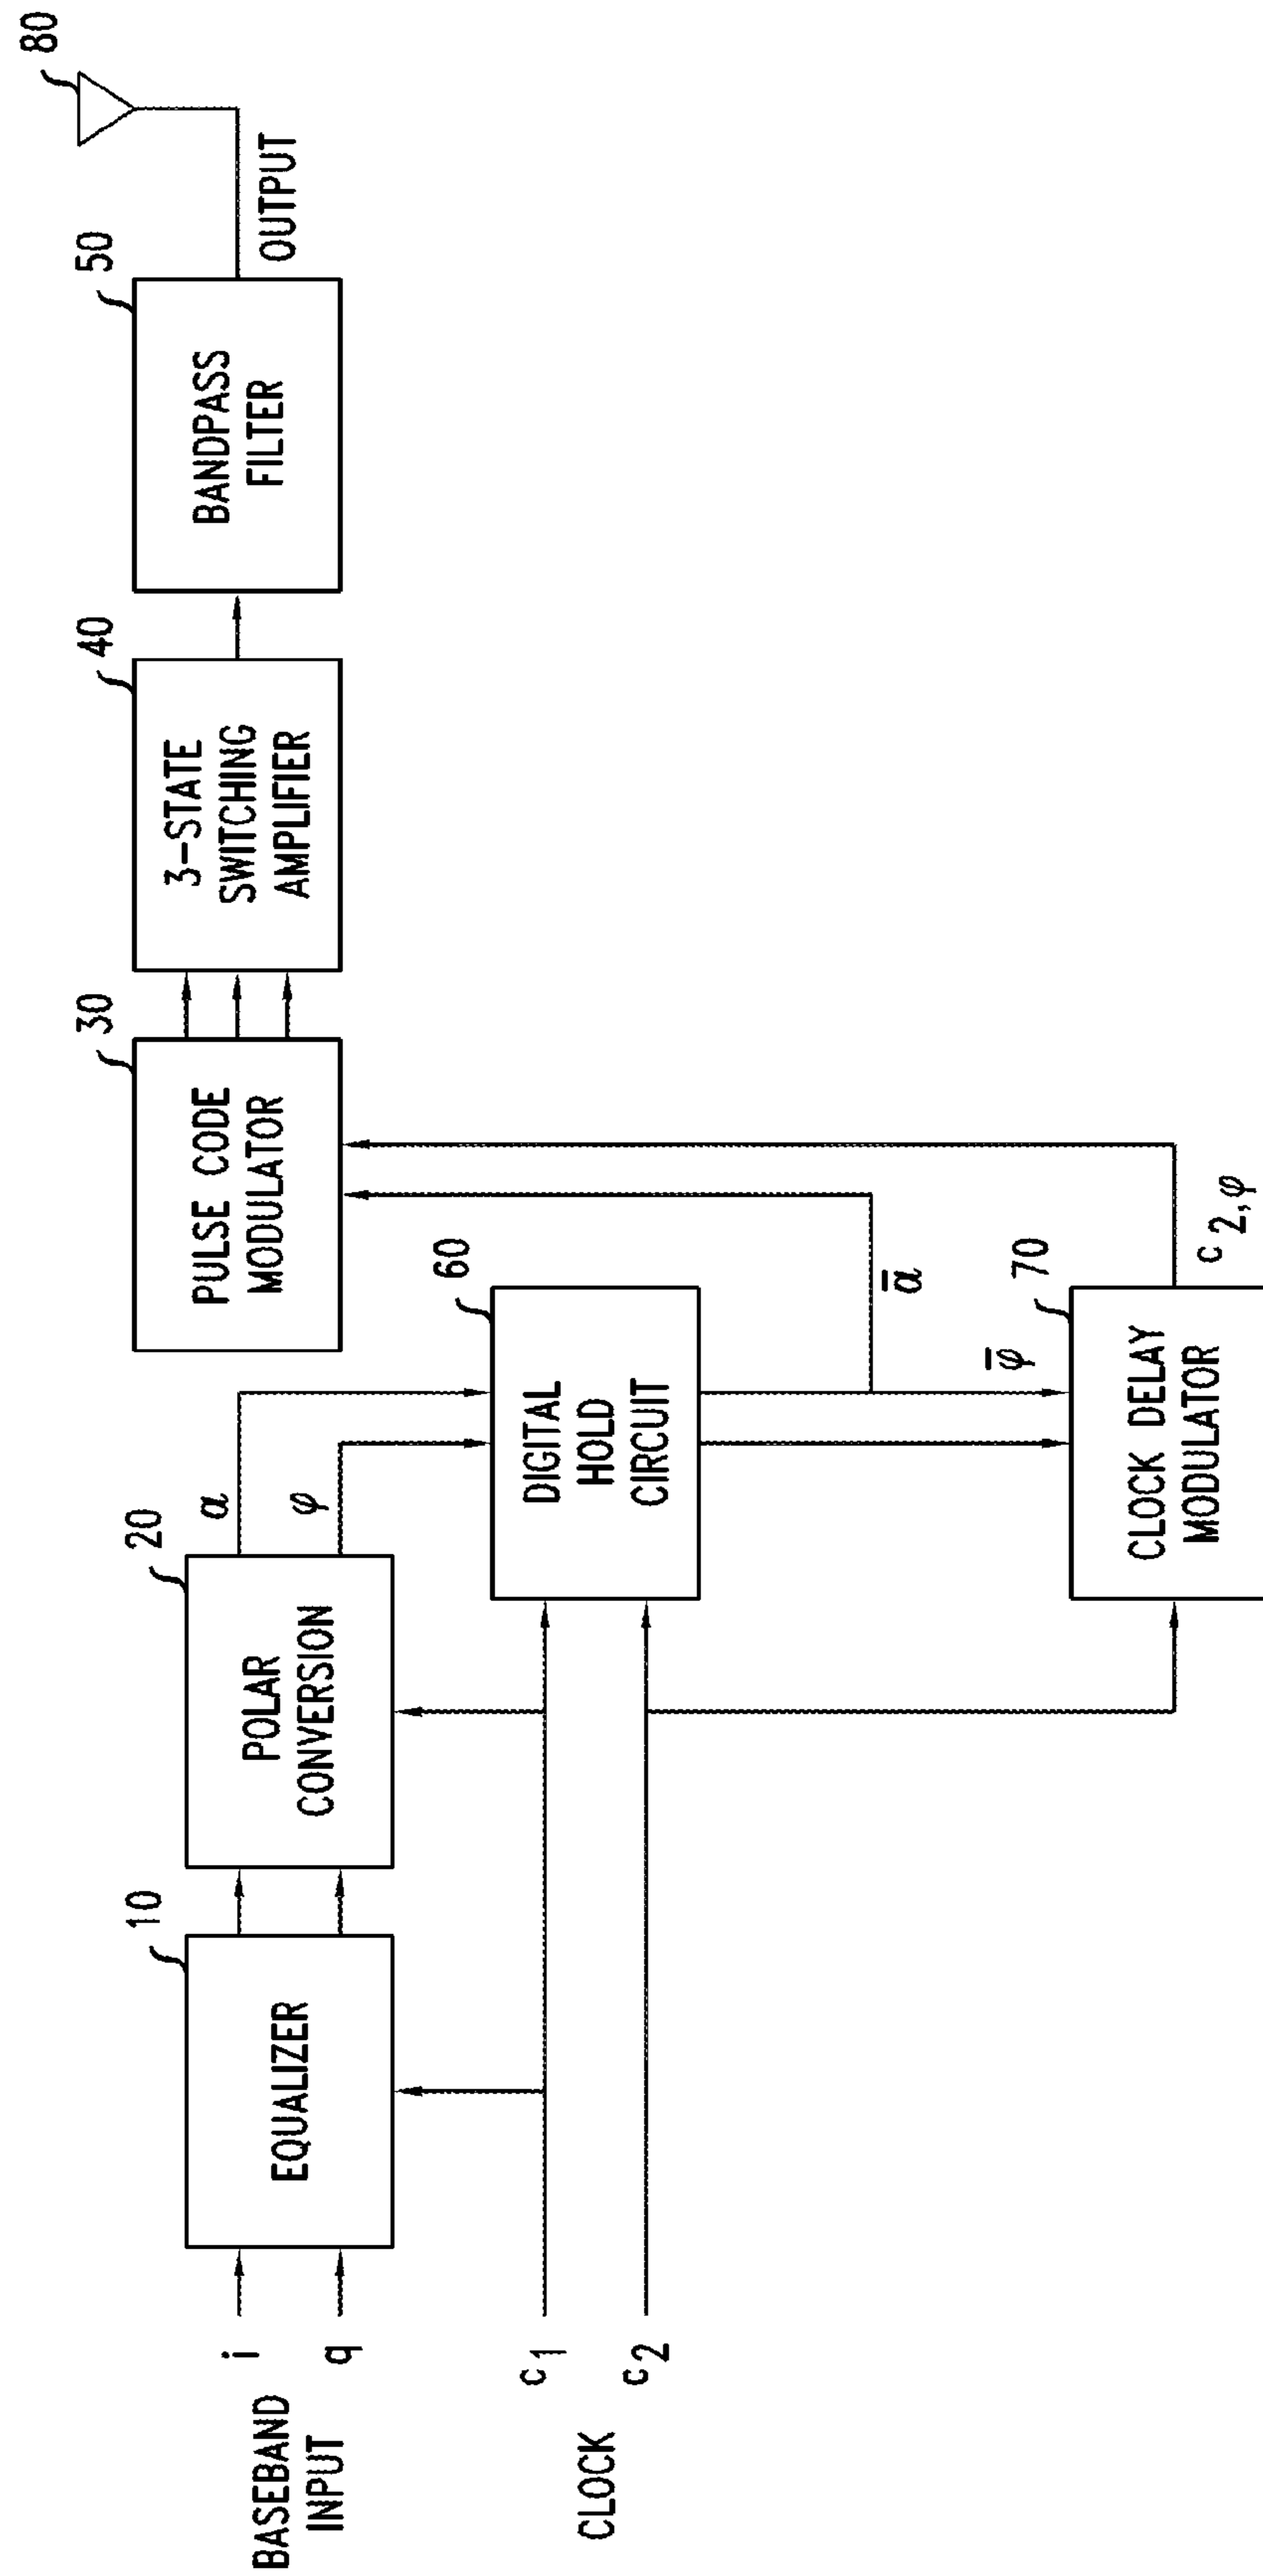 BASEBAND
INPUT
i
q
CLOCK
c1
c2
10
EQUALIZER
20
POLAR
CONVERSION
a
φ
60
DIGITAL
HOLD
CIRCUIT
a̅
φ̅
70
CLOCK DELAY
MODULATOR
c 2,φ
30
PULSE CODE
MODULATOR
40
3-STATE
SWITCHING
AMPLIFIER
50
BANDPASS
FILTER
OUTPUT
80